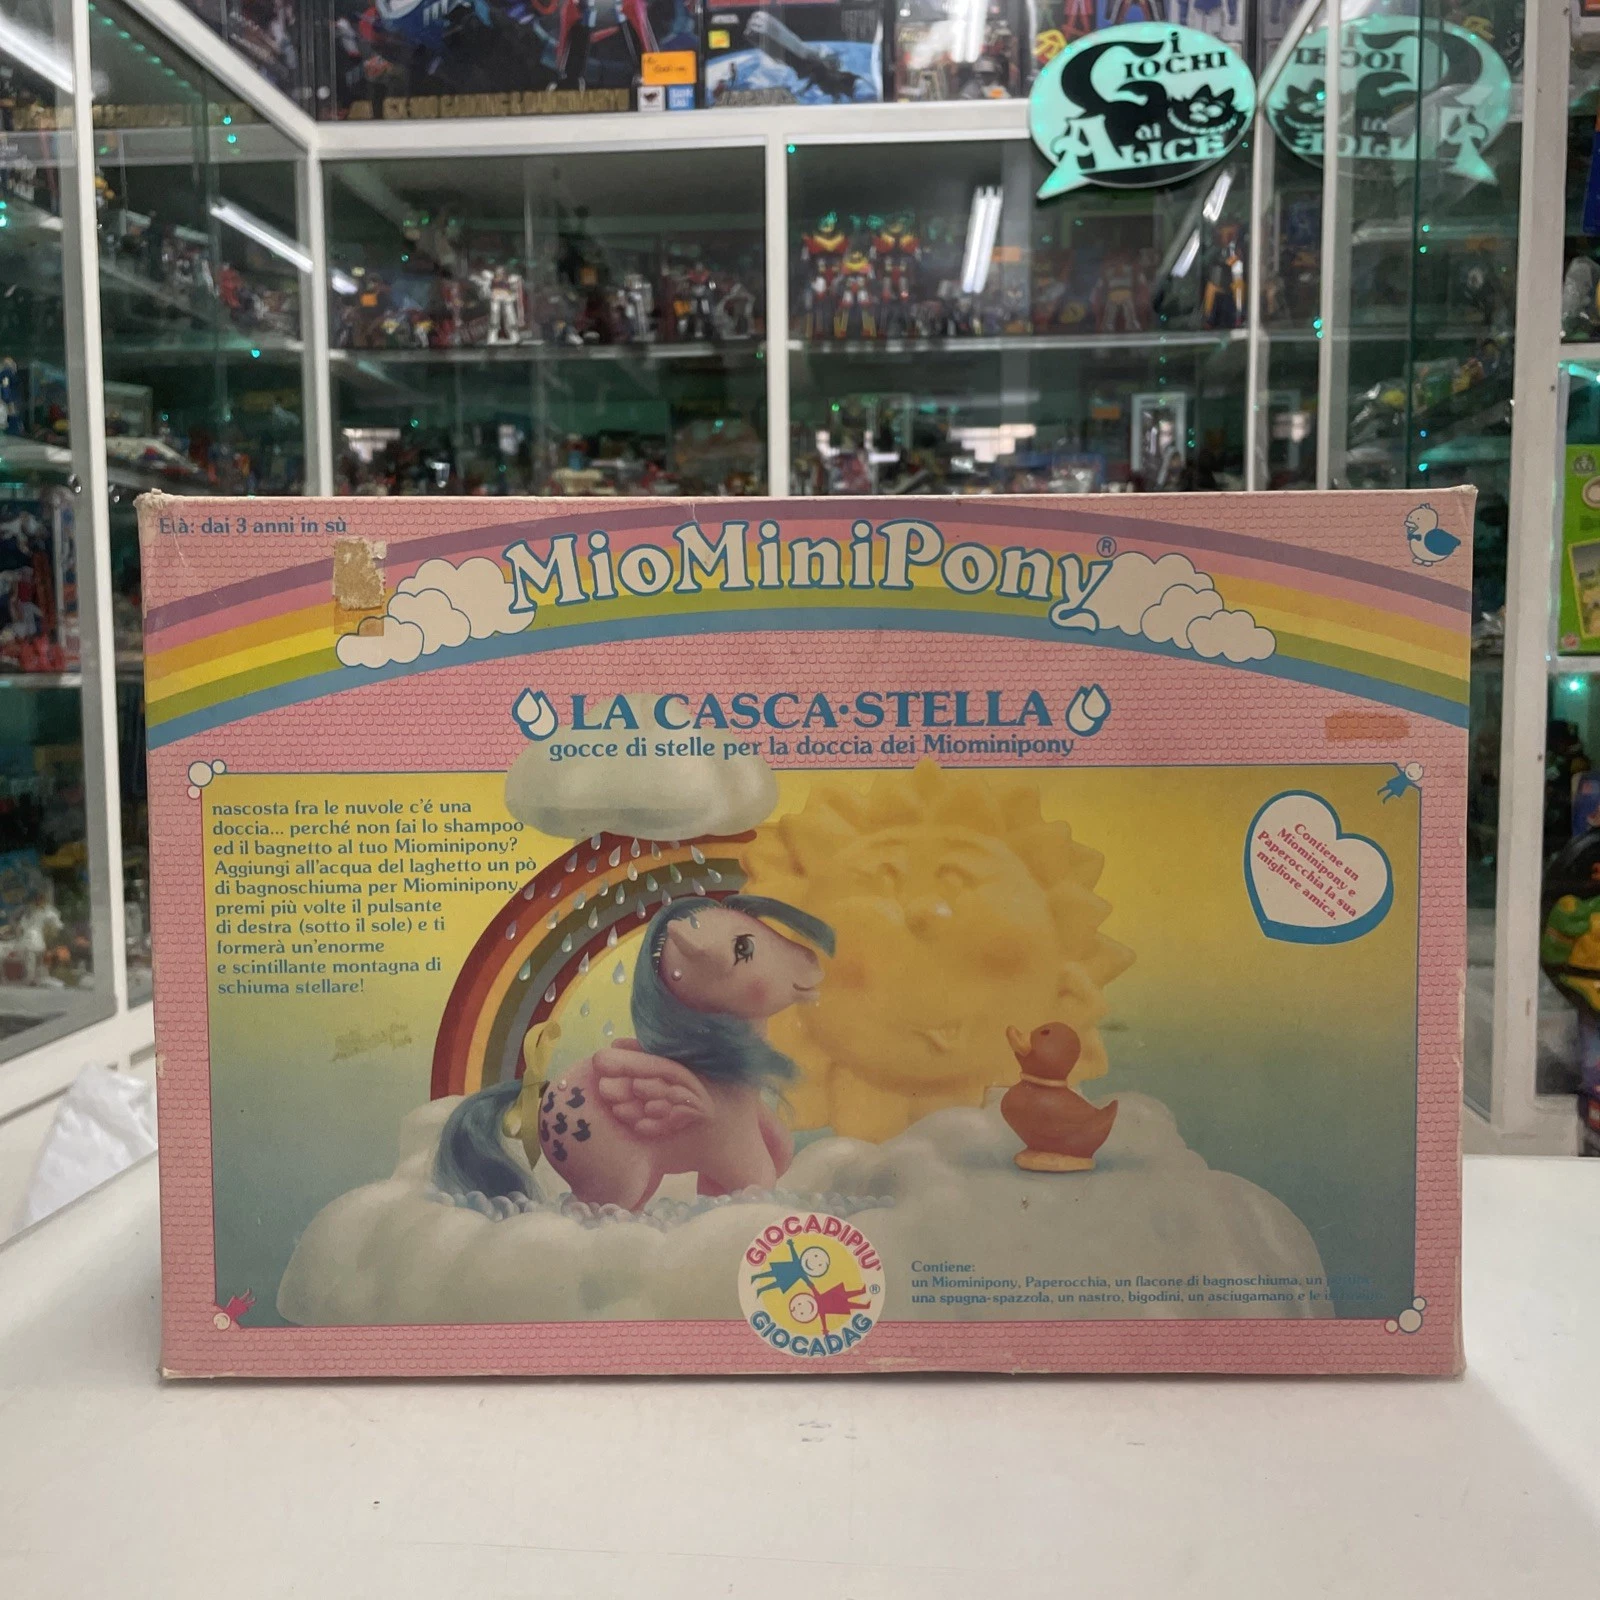 I
GIOCHI
di
ALICE
Età: dai 3 anni in sù
MioMiniPony®
LA CASCA·STELLA
gocce di stelle per la doccia dei Miominipony
nascosta fra le nuvole c'é una
doccia... perché non fai lo shampoo
ed il bagnetto al tuo Miominipony?
Aggiungi all'acqua del laghetto un pò
di bagnoschiuma per Miominipony,
premi più volte il pulsante
di destra (sotto il sole) e ti
formerà un'enorme
e scintillante montagna di
schiuma stellare!
Contiene un
Miominipony e
Paperocchia la sua
migliore amica.
GIOCADIPIU'
GIOCADAG
®
Contiene:
un Miominipony, Paperocchia, un flacone di bagnoschiuma, un
una spugna-spazzola, un nastro, bigodini, un asciugamano e le